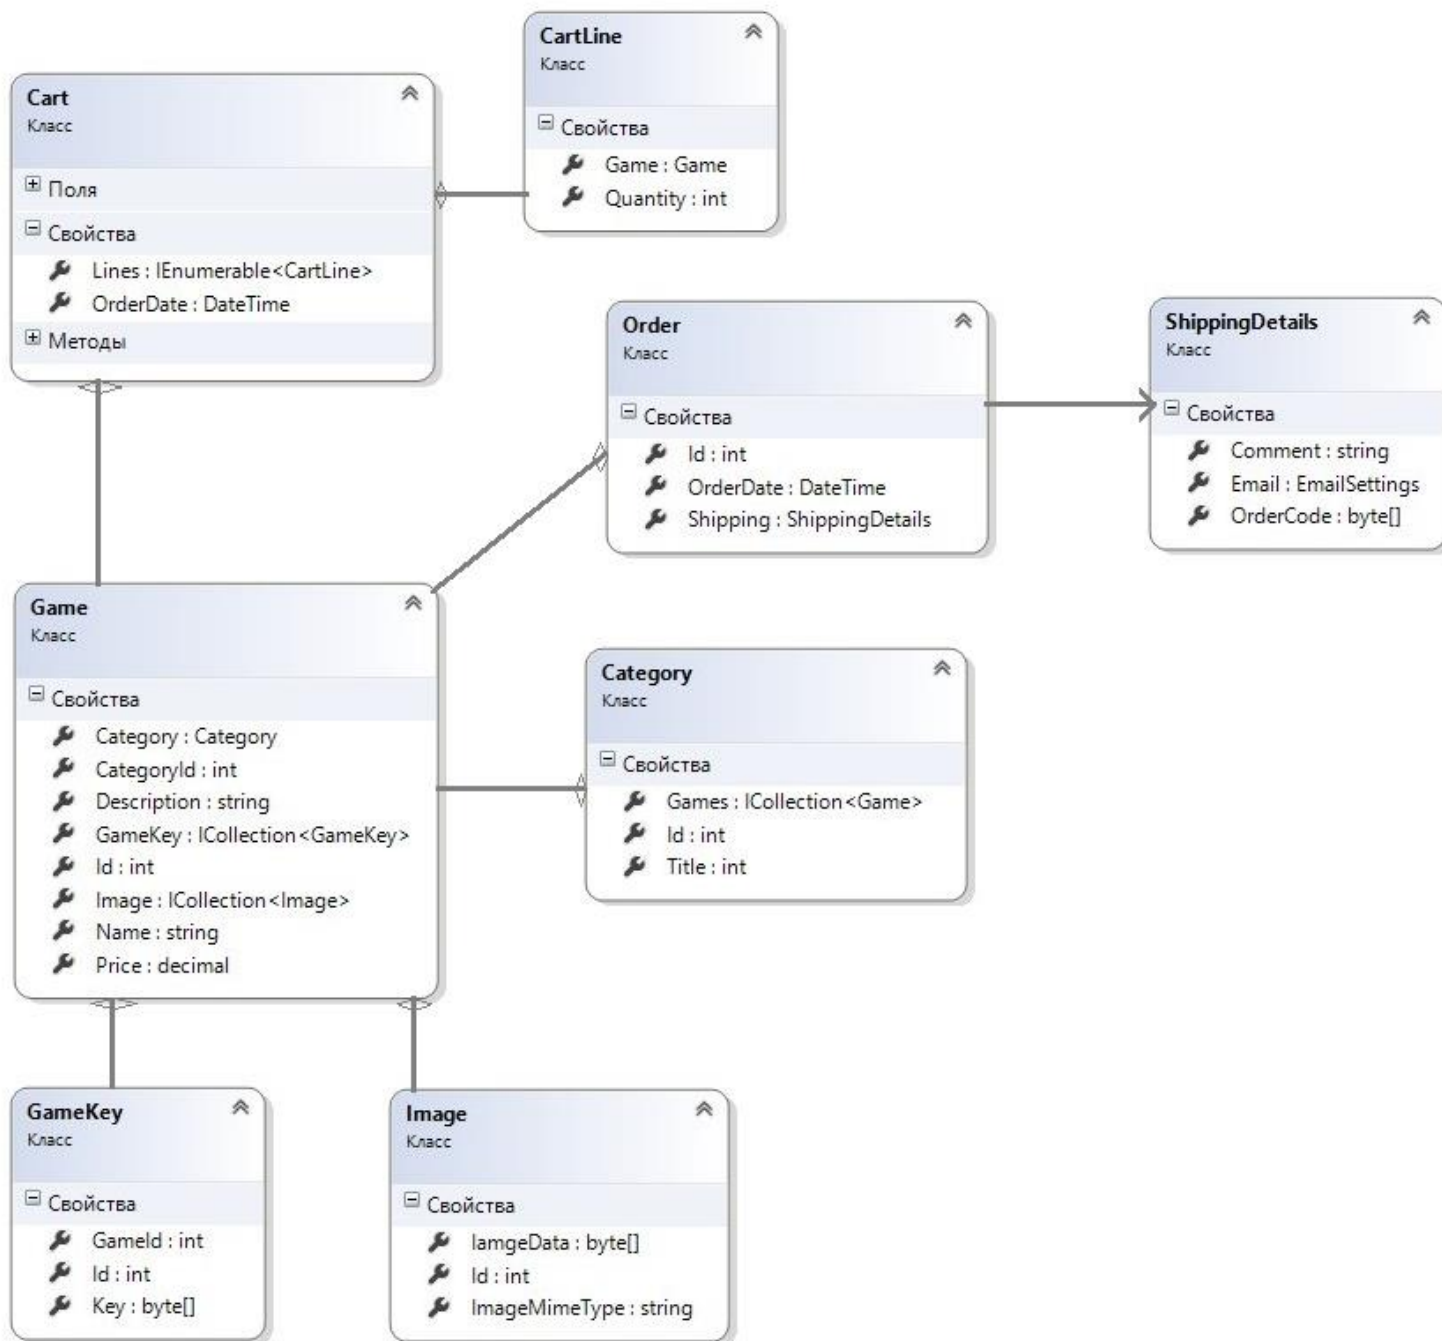 CartLine
Класс
Свойства
Game : Game
Quantity : int
Cart
Класс
Поля
Свойства
Lines : IEnumerable<CartLine>
OrderDate : DateTime
Методы
Order
Класс
Свойства
Id : int
OrderDate : DateTime
Shipping : ShippingDetails
ShippingDetails
Класс
Свойства
Comment : string
Email : EmailSettings
OrderCode : byte[]
Game
Класс
Свойства
Category : Category
CategoryId : int
Description : string
GameKey : ICollection<GameKey>
Id : int
Image : ICollection<Image>
Name : string
Price : decimal
Category
Класс
Свойства
Games : ICollection<Game>
Id : int
Title : int
GameKey
Класс
Свойства
GameId : int
Id : int
Key : byte[]
Image
Класс
Свойства
IamgeData : byte[]
Id : int
ImageMimeType : string